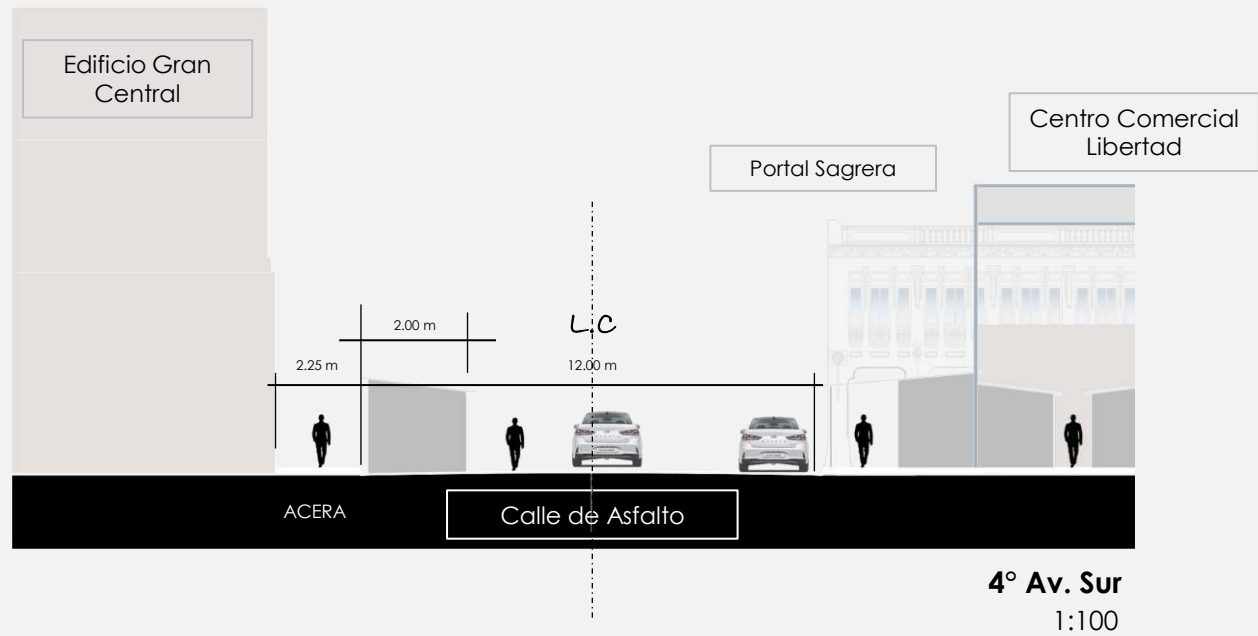 Edificio Gran
Central
Centro Comercial
Libertad
Portal Sagrera
2.00 m
L.C
2.25 m
12.00 m
ACERA
Calle de Asfalto
4° Av. Sur
1:100